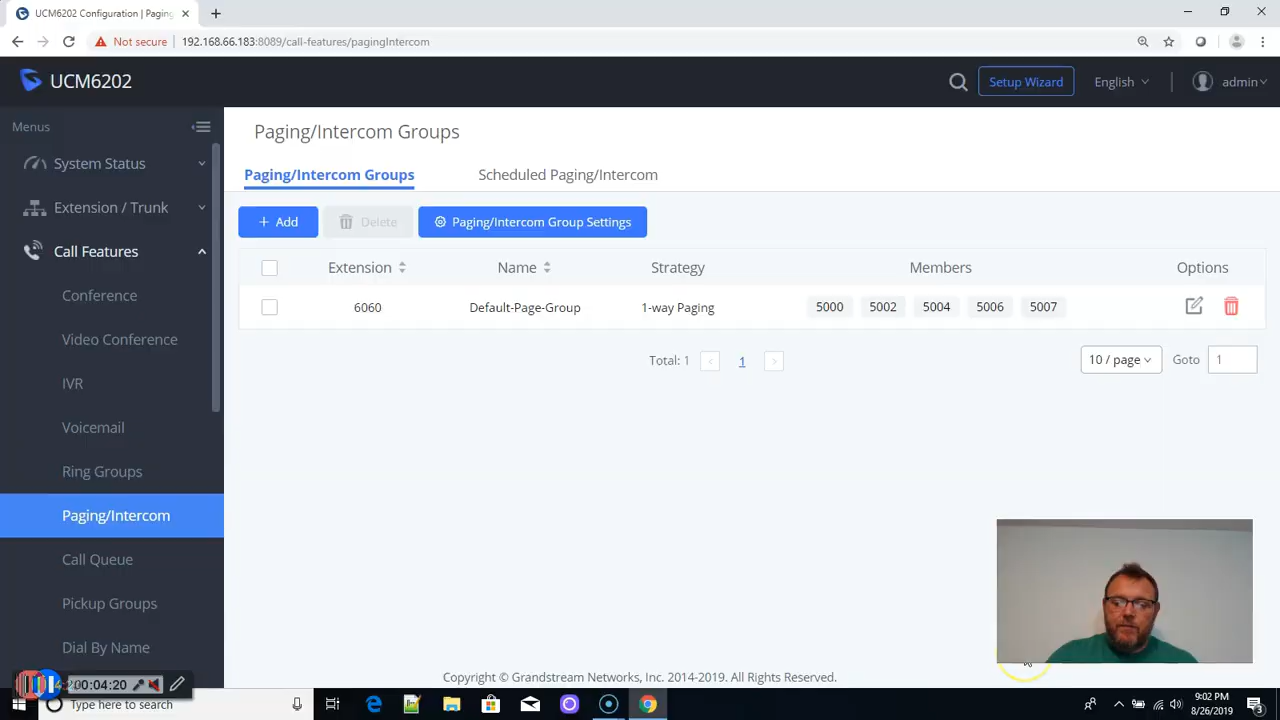 UCM6202 Configuration | Paging
Not secure | 192.168.66.183:8089/call-features/pagingIntercom
UCM6202
Setup Wizard
English
admin
Menus
System Status
Extension / Trunk
Call Features
Conference
Video Conference
IVR
Voicemail
Ring Groups
Paging/Intercom
Call Queue
Pickup Groups
Dial By Name
Paging/Intercom Groups
Paging/Intercom Groups
Scheduled Paging/Intercom
+ Add
Delete
Paging/Intercom Group Settings
Extension Name Strategy Members Options
6060 Default-Page-Group 1-way Paging 5000 5002 5004 5006 5007
Total: 1 < 1 > 10 / page Goto 1
Copyright © Grandstream Networks, Inc. 2014-2019. All Rights Reserved.
00:04:20
Type here to search
9:02 PM
8/26/2019
3